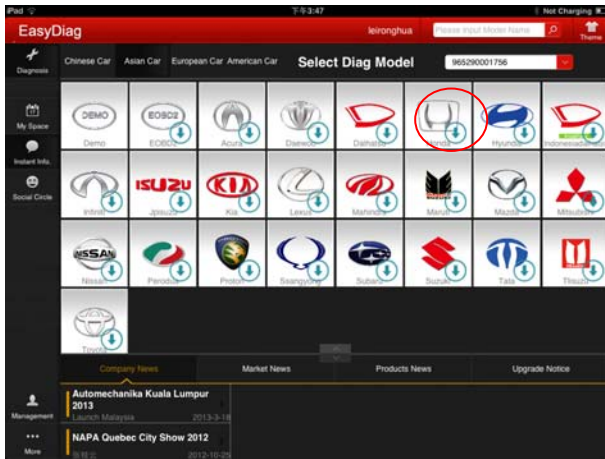 iPad 下午3:47 Not Charging
EasyDiag leironghua Please input Model Name Theme
Diagnosis Chinese Car Asian Car European Car American Car Select Diag Model 965290001756
My Space
Instant Info.
Social Circle
DEMO EOBD2
Demo EOBD2 Acura Daewoo Daihatsu Honda Hyundai
ISUZU KIA
Infiniti Jpisuzu Kia Lexus Mahindra Maruti Mazda Mitsubishi
NISSAN
Nissan Perodua Proton Ssangyong Subaru Suzuki Tata TIsuzu
Toyota
Company News Market News Products News Upgrade Notice
Automechanika Kuala Lumpur
2013
Launch Malaysia 2013-3-18
NAPA Quebec City Show 2012
2012-10-25
Management
More